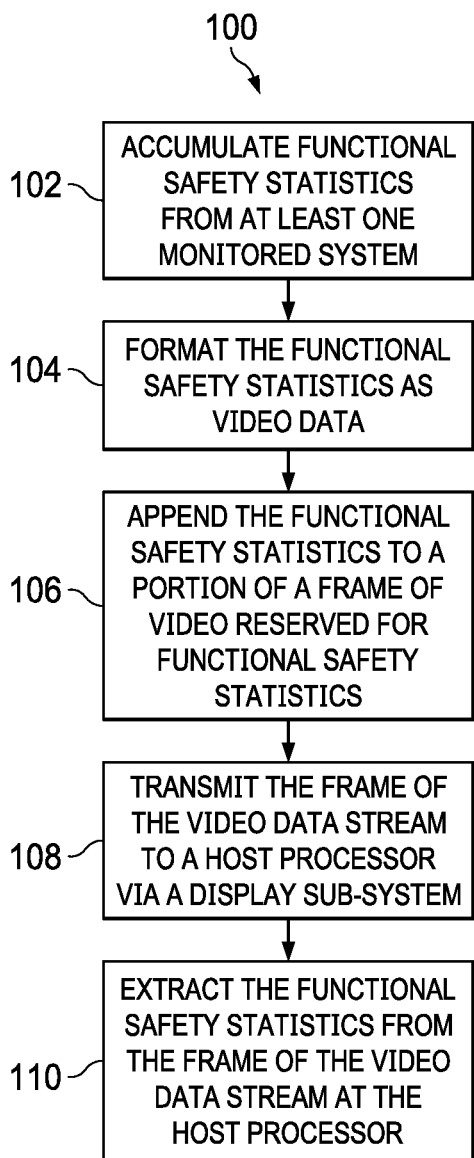 100
102
ACCUMULATE FUNCTIONAL
SAFETY STATISTICS
FROM AT LEAST ONE
MONITORED SYSTEM
104
FORMAT THE FUNCTIONAL
SAFETY STATISTICS AS
VIDEO DATA
106
APPEND THE FUNCTIONAL
SAFETY STATISTICS TO A
PORTION OF A FRAME OF
VIDEO RESERVED FOR
FUNCTIONAL SAFETY
STATISTICS
108
TRANSMIT THE FRAME OF
THE VIDEO DATA STREAM
TO A HOST PROCESSOR
VIA A DISPLAY SUB-SYSTEM
110
EXTRACT THE FUNCTIONAL
SAFETY STATISTICS FROM
THE FRAME OF THE VIDEO
DATA STREAM AT THE
HOST PROCESSOR